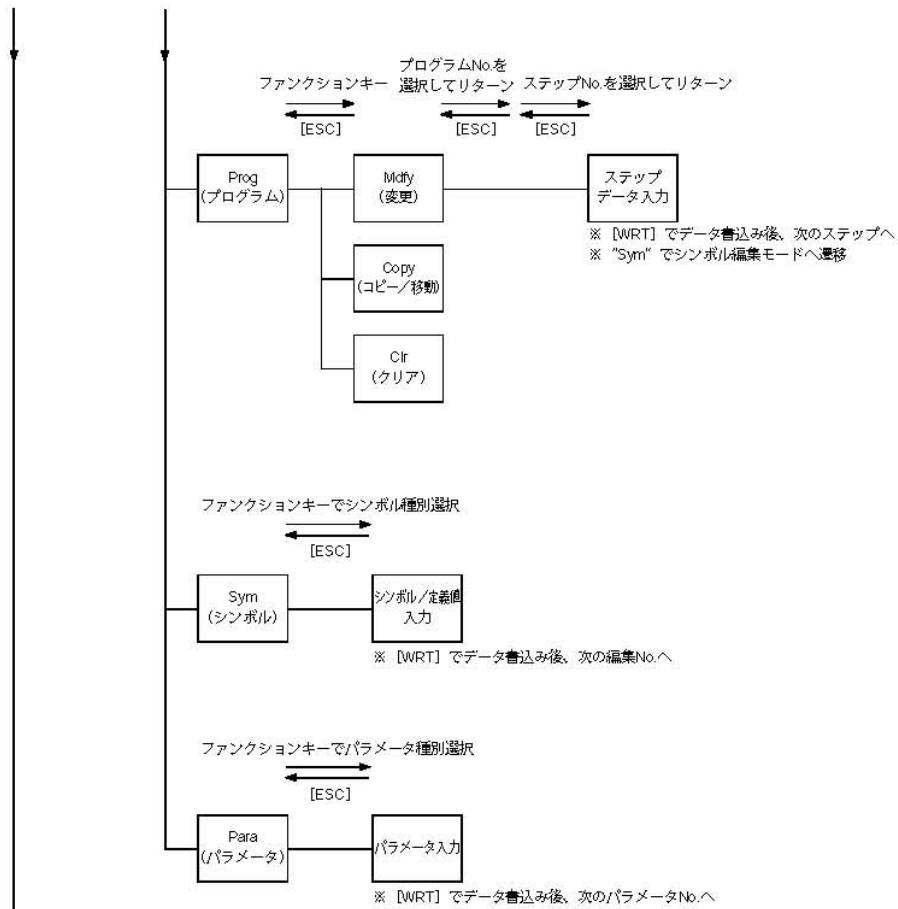 プログラムNo.を
ファンクションキー
選択してリターン
ステップNo.を選択してリターン
[ESC]
[ESC]
[ESC]
Prog
(プログラム)
Mdfy
(変更)
ステップ
データ入力
※ [WRT] でデータ書込み後、次のステップへ
※ "Sym" でシンボル編集モードへ遷移
Copy
(コピー/移動)
Clr
(クリア)
ファンクションキーでシンボル種別選択
[ESC]
Sym
(シンボル)
シンボル/定義値
入力
※ [WRT] でデータ書込み後、次の編集No.へ
ファンクションキーでパラメータ種別選択
[ESC]
Para
(パラメータ)
パラメータ入力
※ [WRT] でデータ書込み後、次のパラメータNo.へ